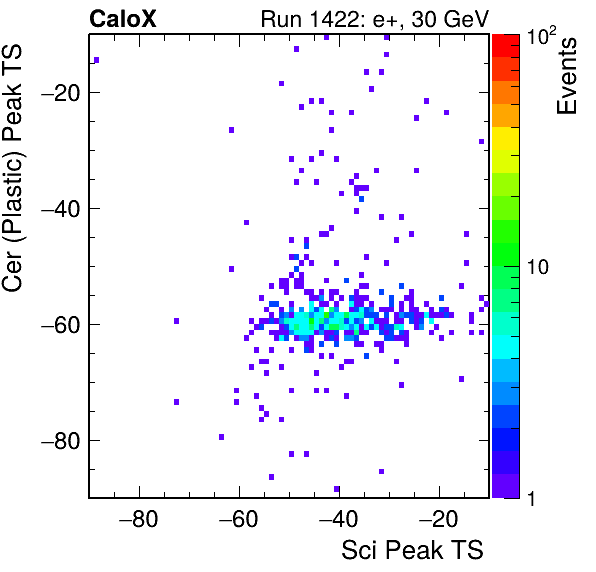 CaloX Run 1422: e+, 30 GeV
Cer (Plastic) Peak TS
−20
−40
−60
−80
−80 −60 −40 −20
Sci Peak TS
10²
10
1
Events